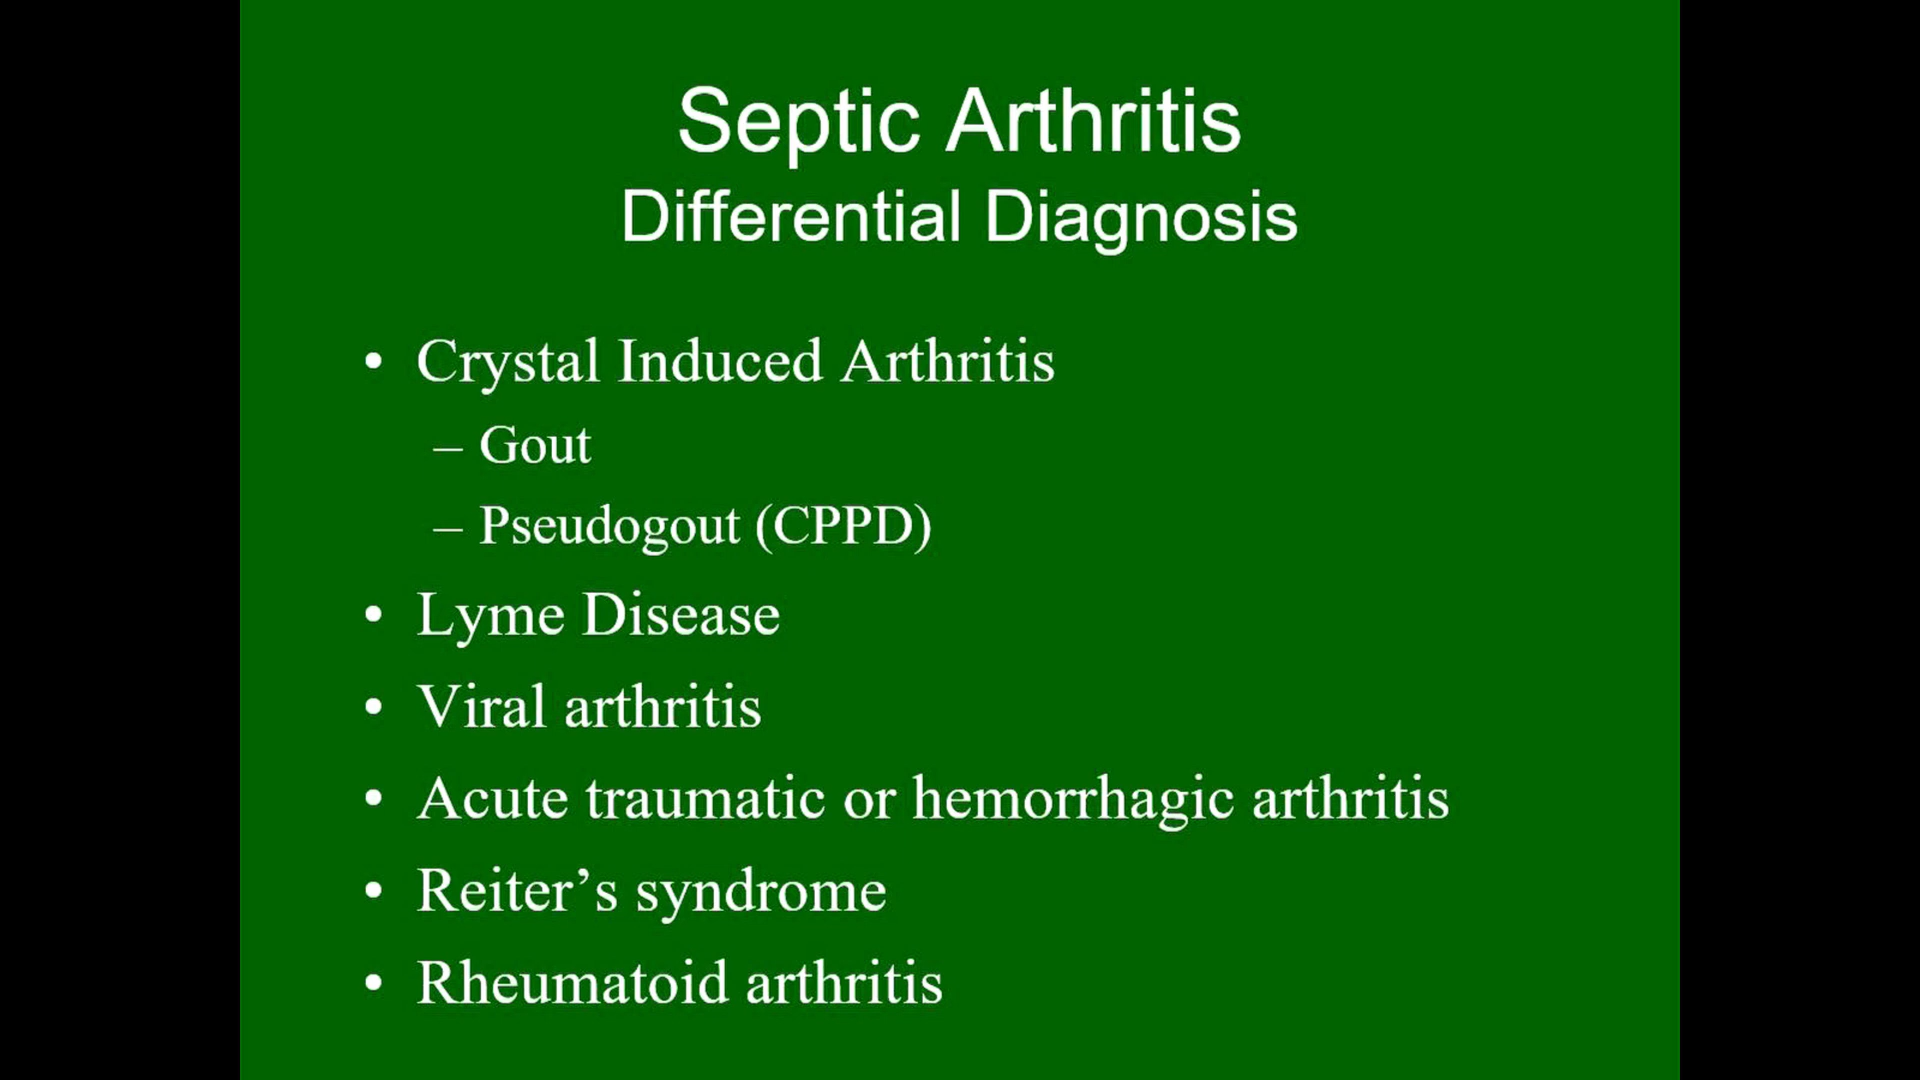 Septic Arthritis
Differential Diagnosis
• Crystal Induced Arthritis
– Gout
– Pseudogout (CPPD)
• Lyme Disease
• Viral arthritis
• Acute traumatic or hemorrhagic arthritis
• Reiter’s syndrome
• Rheumatoid arthritis